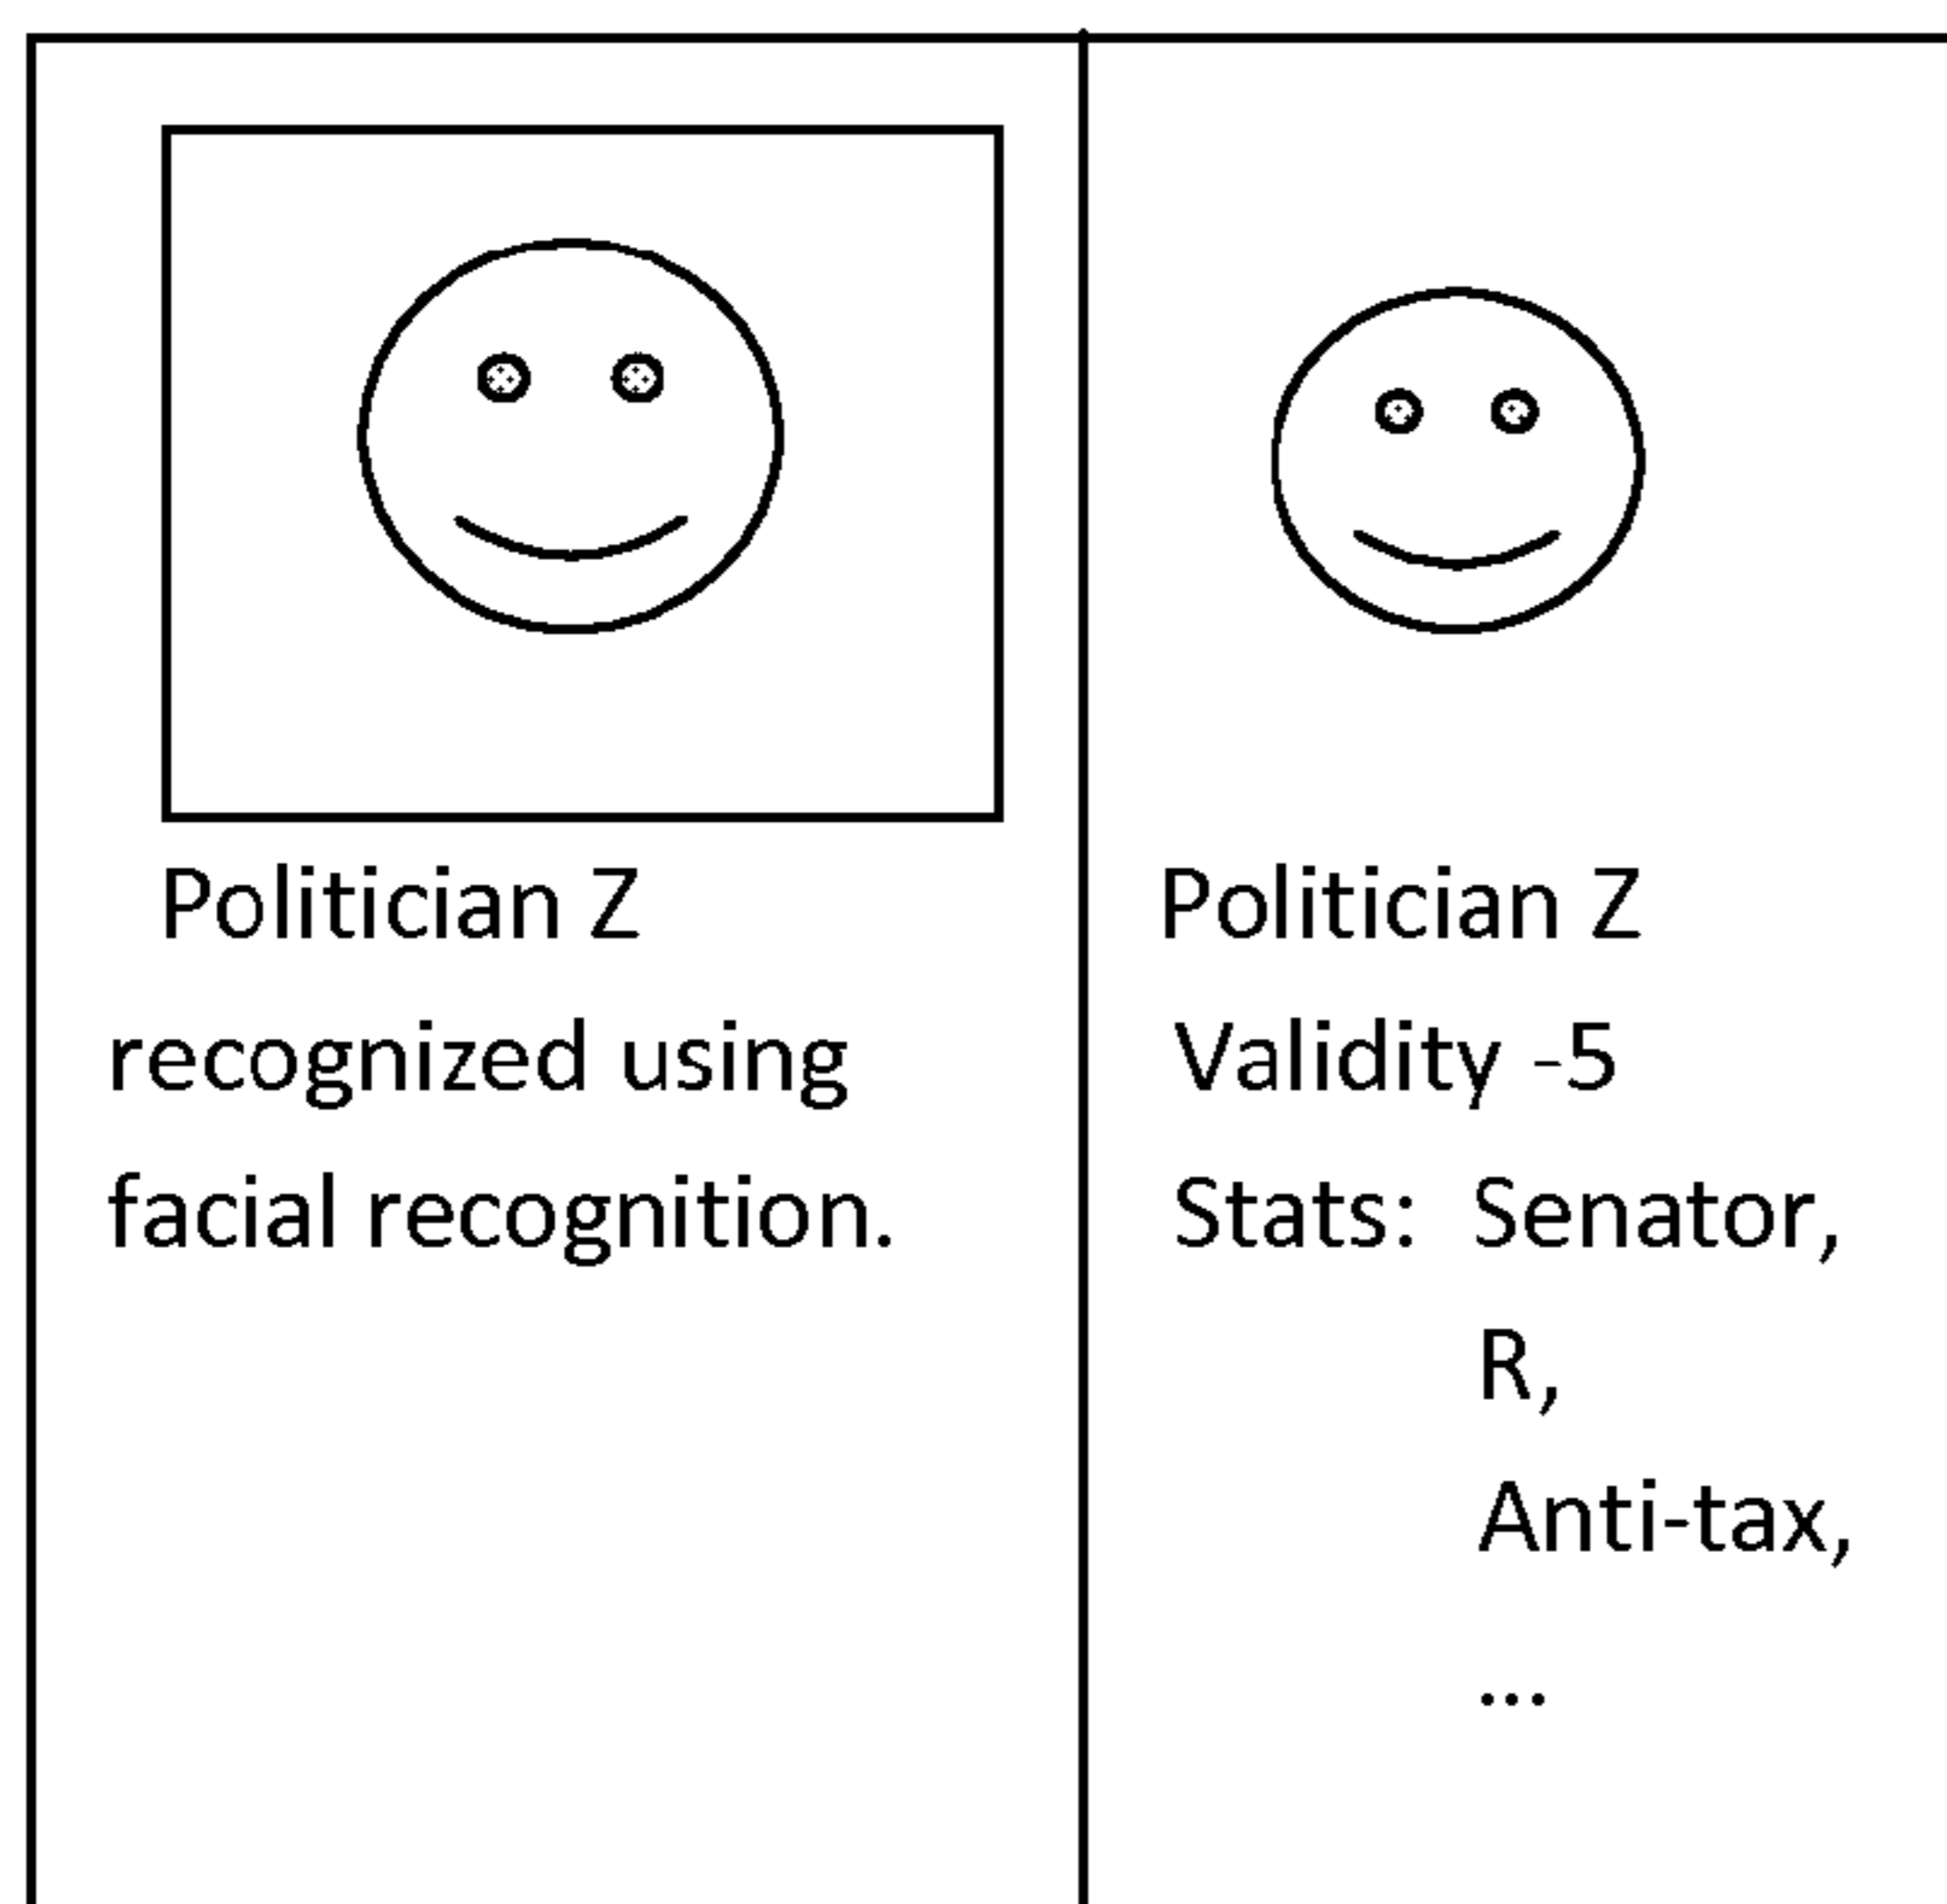 Politician Z
recognized using
facial recognition.
Politician Z
Validity -5
Stats: Senator,
R,
Anti-tax,
...